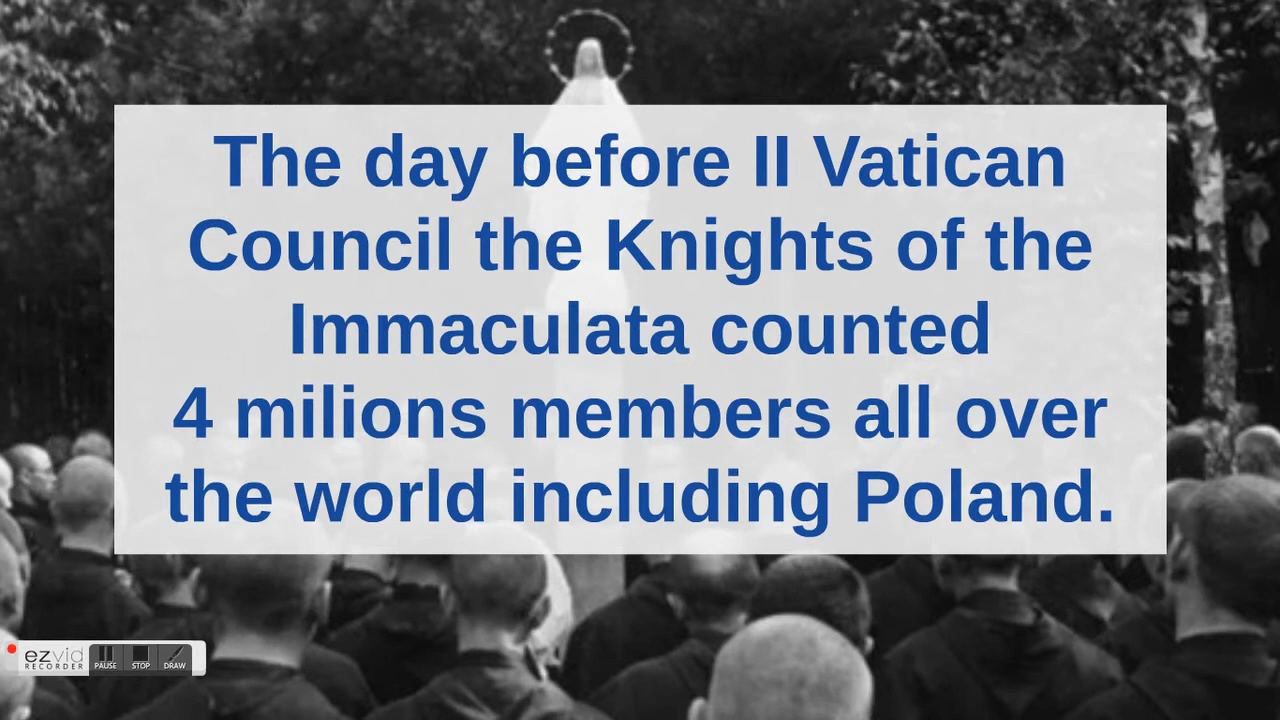 The day before II Vatican
Council the Knights of the
Immaculata counted
4 milions members all over
the world including Poland.
ezvid
RECORDER
PAUSE STOP DRAW